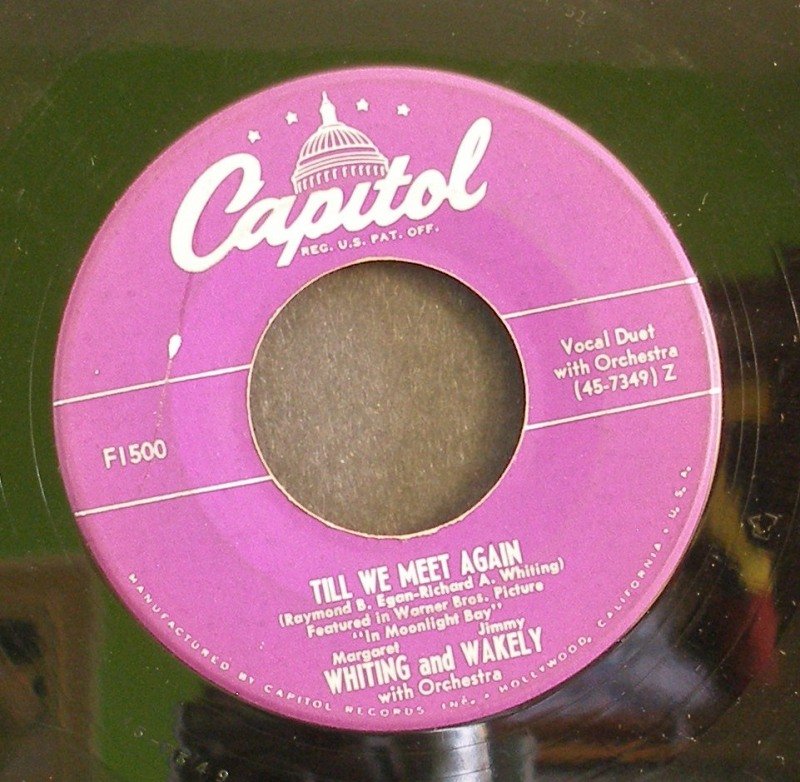 Capitol
REG. U.S. PAT. OFF.
Vocal Duet
with Orchestra
(45-7349) Z
F1500
TILL WE MEET AGAIN
(Raymond B. Egan-Richard A. Whiting)
Featured in Warner Bros. Picture
"In Moonlight Bay"
Margaret Jimmy
WHITING and WAKELY
with Orchestra
MANUFACTURED BY CAPITOL RECORDS INC. • HOLLYWOOD, CALIFORNIA • U.S.A.